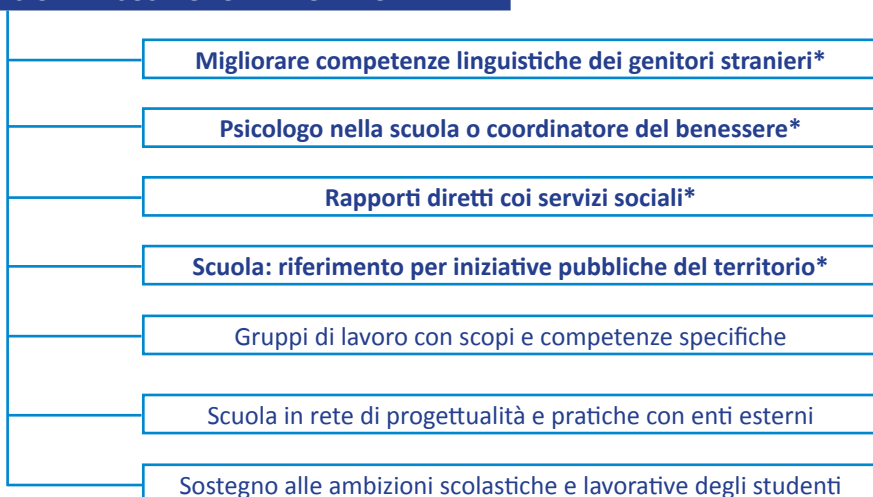 Migliorare competenze linguistiche dei genitori stranieri*
Psicologo nella scuola o coordinatore del benessere*
Rapporti diretti coi servizi sociali*
Scuola: riferimento per iniziative pubbliche del territorio*
Gruppi di lavoro con scopi e competenze specifiche
Scuola in rete di progettualità e pratiche con enti esterni
Sostegno alle ambizioni scolastiche e lavorative degli studenti